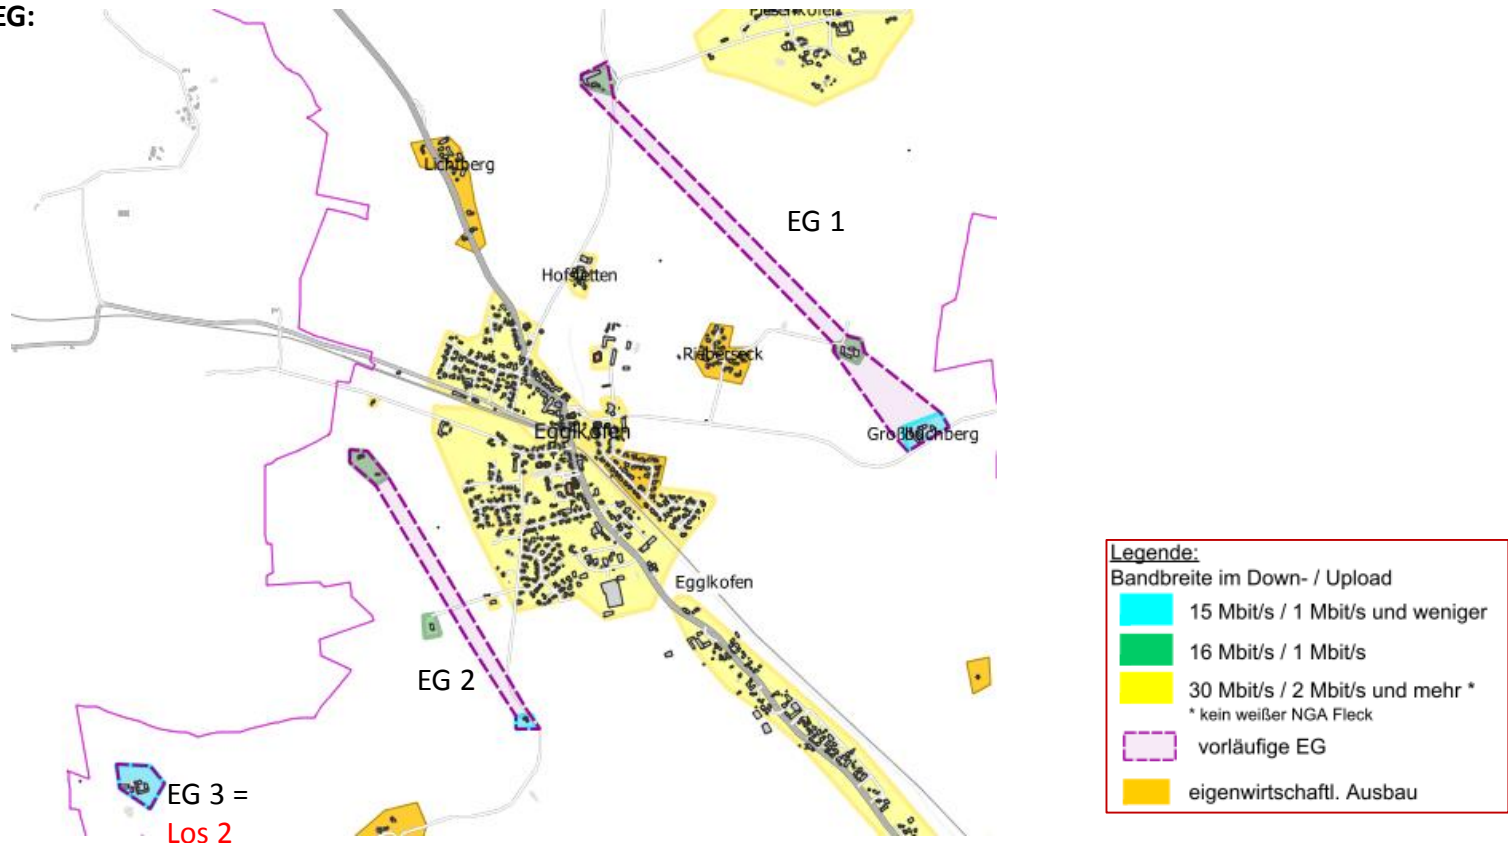 EG:
Lichtberg
EG 1
Hofstetten
Rieberseck
Egglkofen
Großbuchberg
Egglkofen
EG 2
EG 3 =
Los 2
Legende:
Bandbreite im Down- / Upload
15 Mbit/s / 1 Mbit/s und weniger
16 Mbit/s / 1 Mbit/s
30 Mbit/s / 2 Mbit/s und mehr *
* kein weißer NGA Fleck
vorläufige EG
eigenwirtschaftl. Ausbau